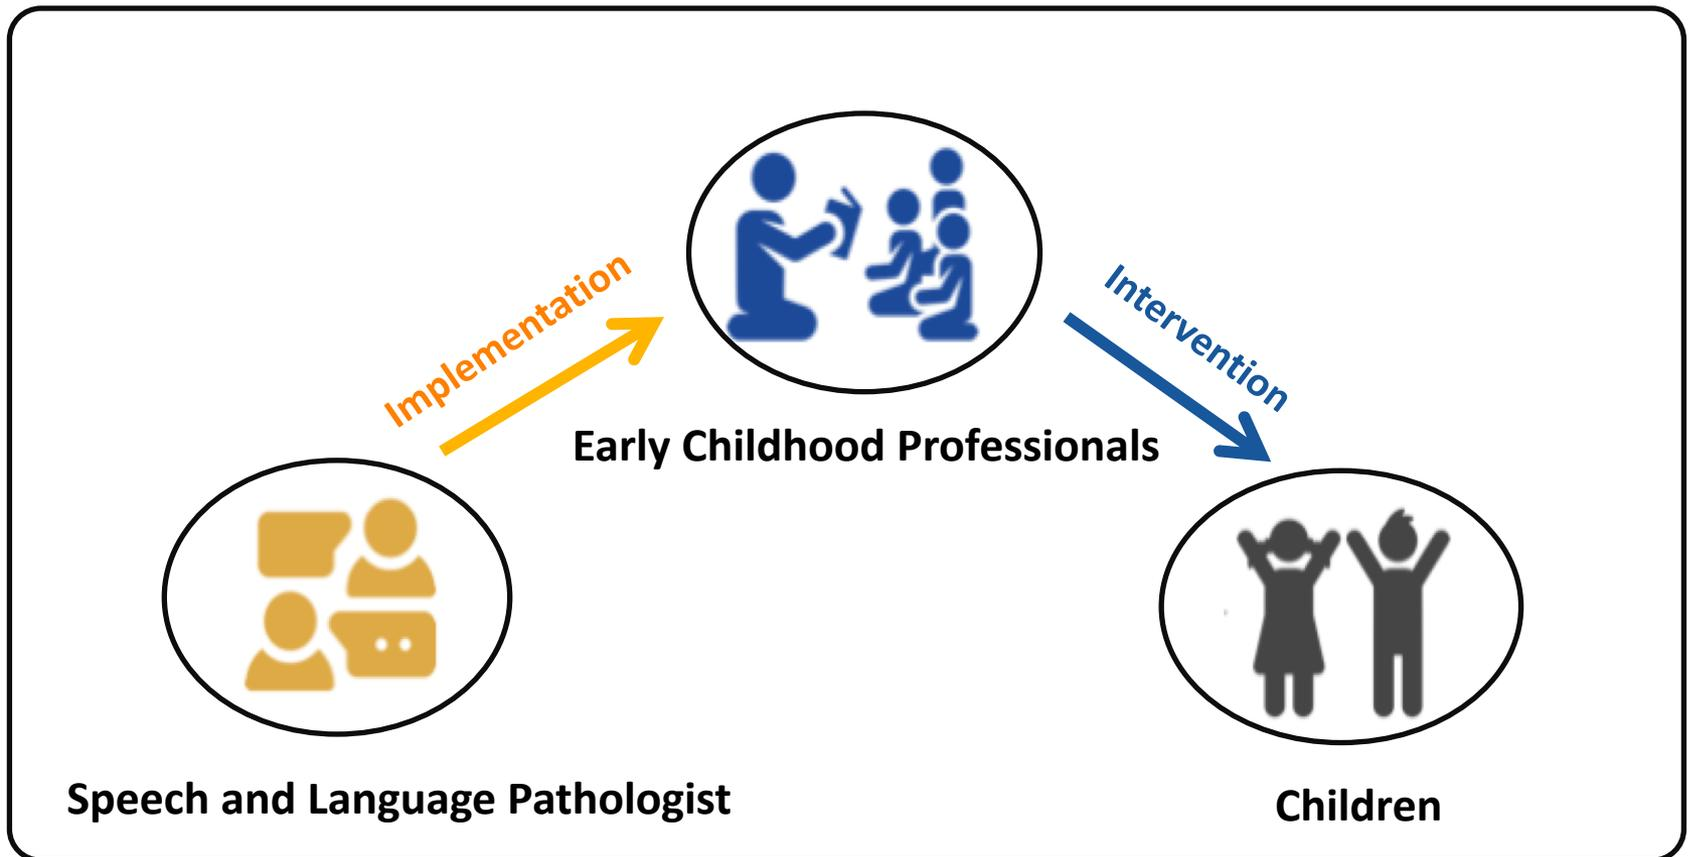 Implementation
Intervention
Early Childhood Professionals
Speech and Language Pathologist
Children